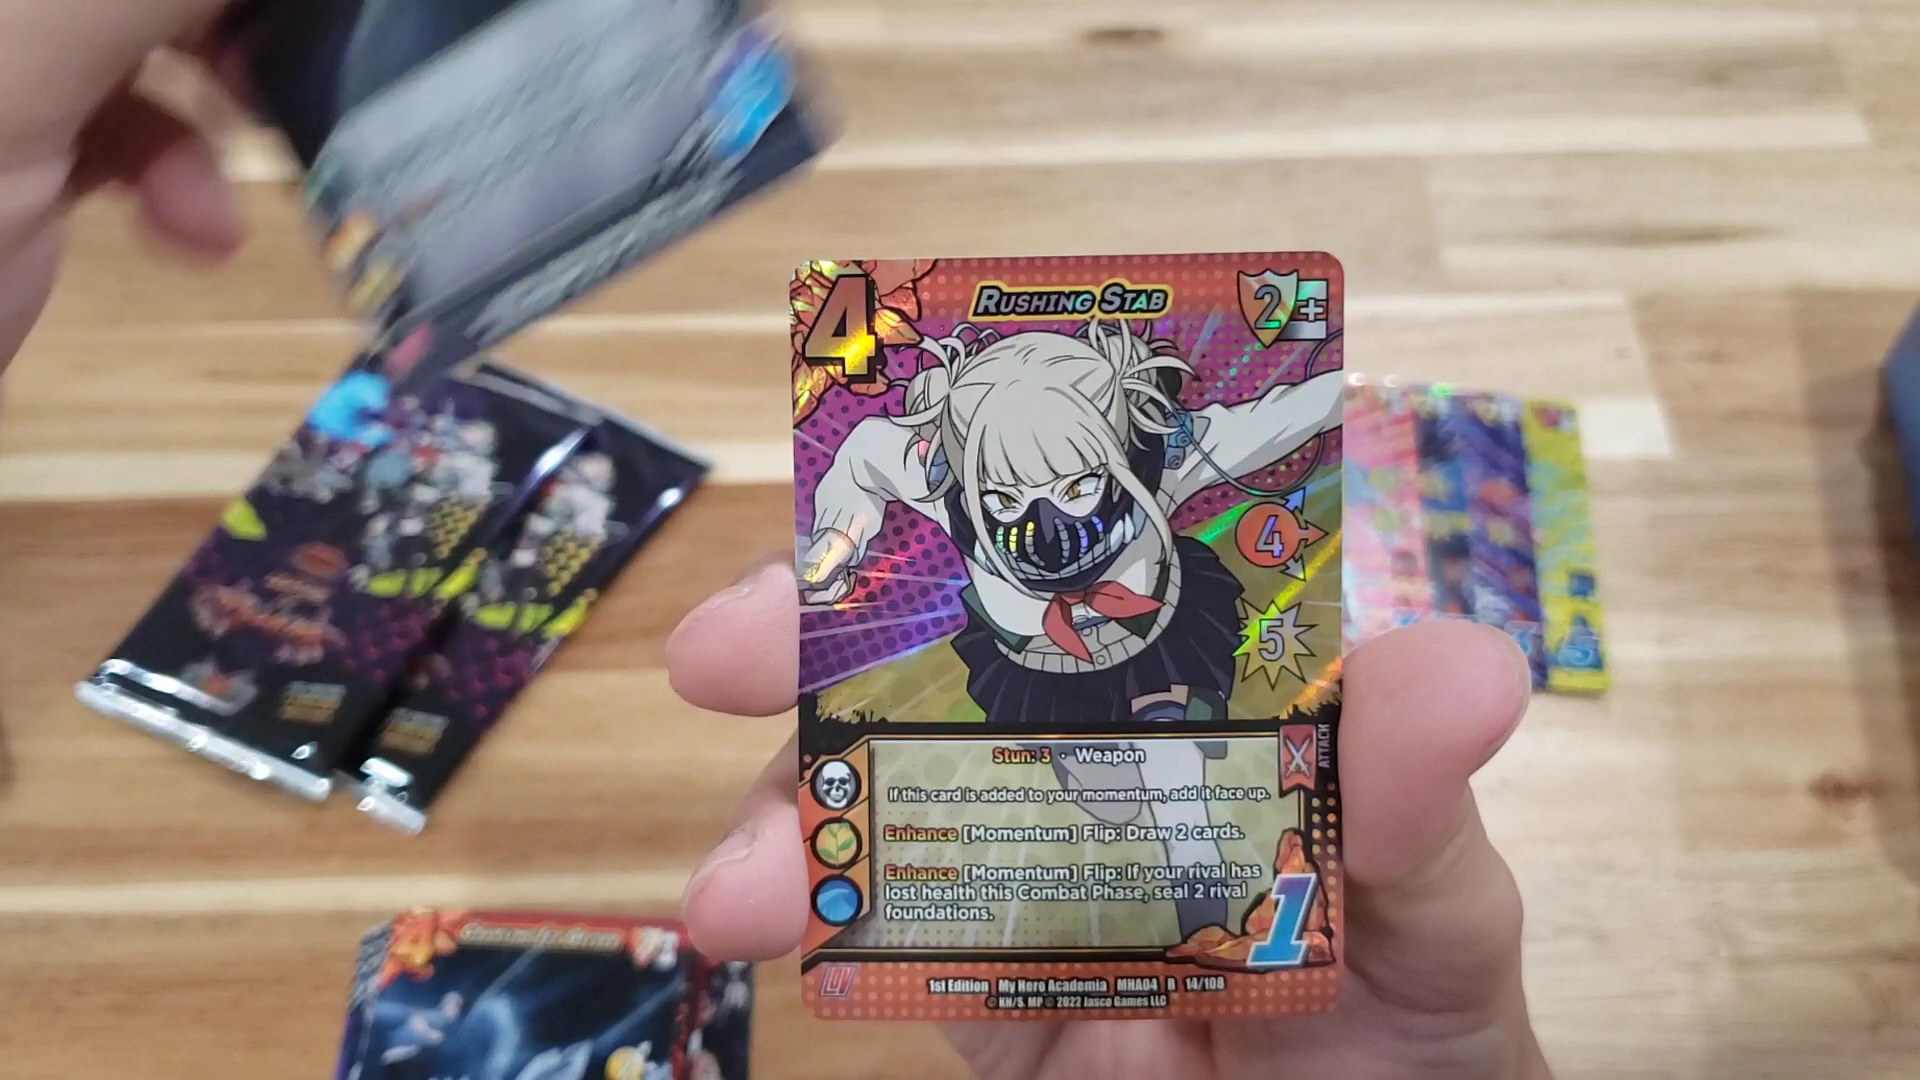 4
RUSHING STAB
2 +
4
5
ATTACK
Stun: 3 · Weapon
If this card is added to your momentum, add it face up.
Enhance [Momentum] Flip: Draw 2 cards.
Enhance [Momentum] Flip: If your rival has
lost health this Combat Phase, seal 2 rival
foundations.
1
LOV
1st Edition My Hero Academia MHA04 R 14/108
© KH/S. MP © 2022 Jasco Games LLC
4